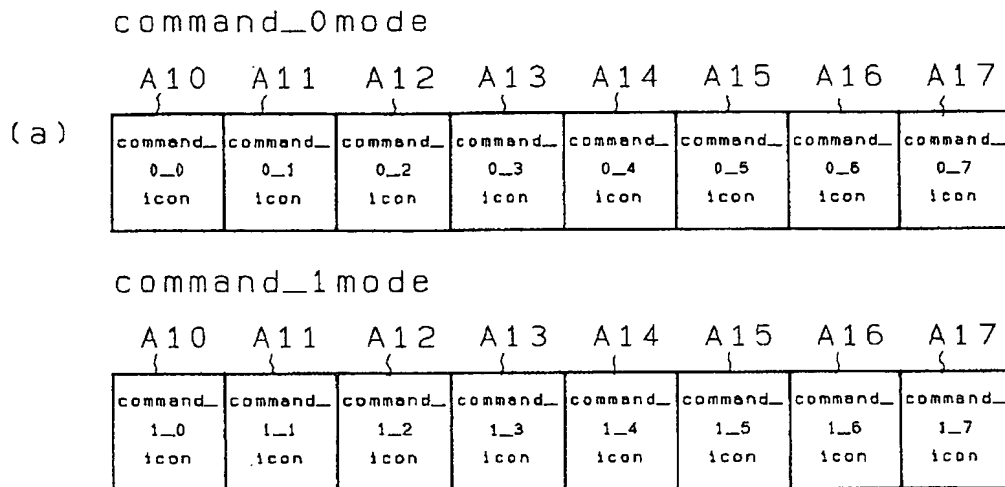 command_0mode
A10 A11 A12 A13 A14 A15 A16 A17
(a)
command_ command_ command_ command_ command_ command_ command_ command_
0_0 0_1 0_2 0_3 0_4 0_5 0_6 0_7
icon icon icon icon icon icon icon icon
command_1mode
A10 A11 A12 A13 A14 A15 A16 A17
command_ command_ command_ command_ command_ command_ command_ command_
1_0 1_1 1_2 1_3 1_4 1_5 1_6 1_7
icon icon icon icon icon icon icon icon